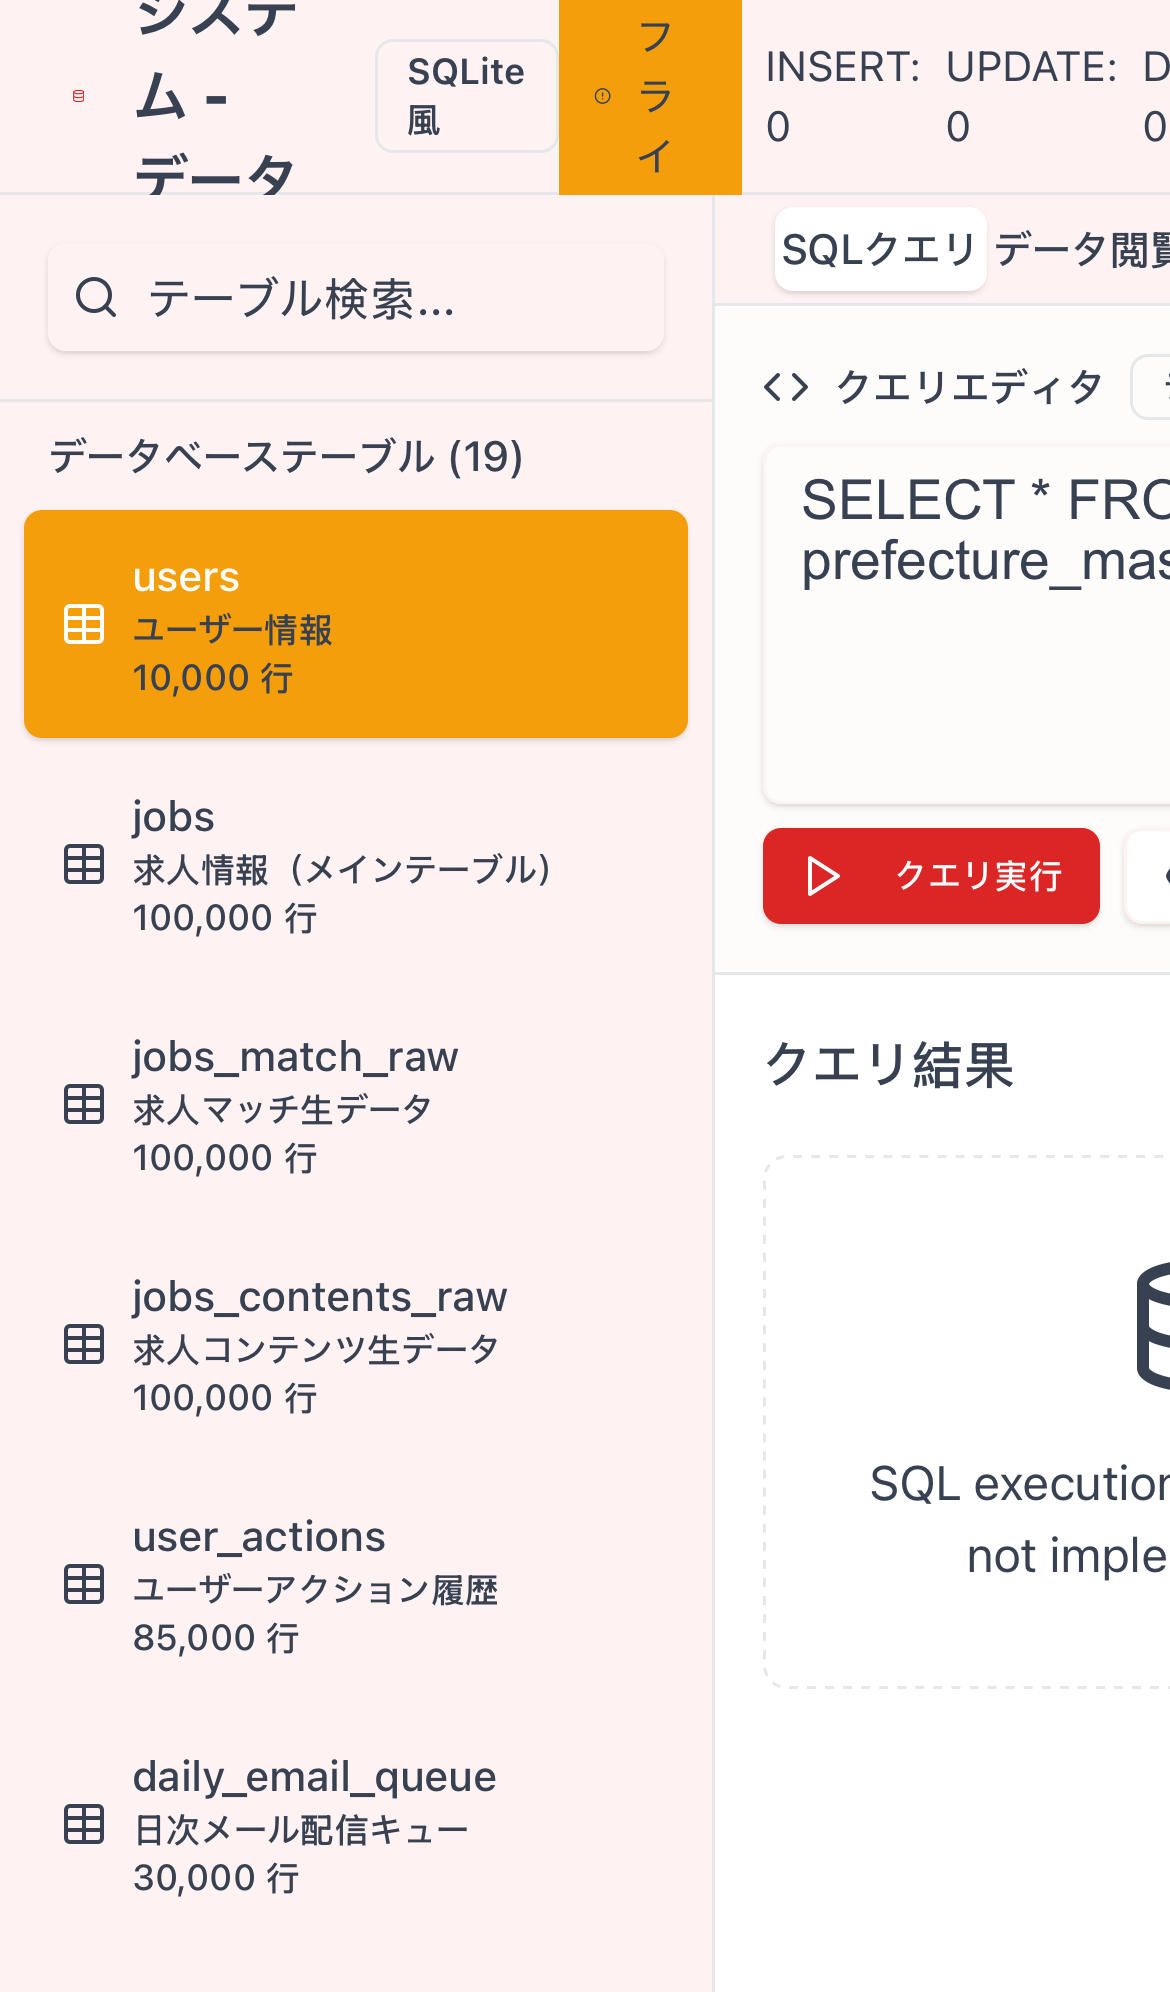 システ
ム -
データ
SQLite
風
フ
ラ
イ
INSERT:
0
UPDATE:
0
D
0
テーブル検索...
データベーステーブル (19)
users
ユーザー情報
10,000 行
jobs
求人情報（メインテーブル）
100,000 行
jobs_match_raw
求人マッチ生データ
100,000 行
jobs_contents_raw
求人コンテンツ生データ
100,000 行
user_actions
ユーザーアクション履歴
85,000 行
daily_email_queue
日次メール配信キュー
30,000 行
SQLクエリ
データ閲覧
クエリエディタ
SELECT * FRO
prefecture_mas
クエリ実行
クエリ結果
SQL execution
not imple